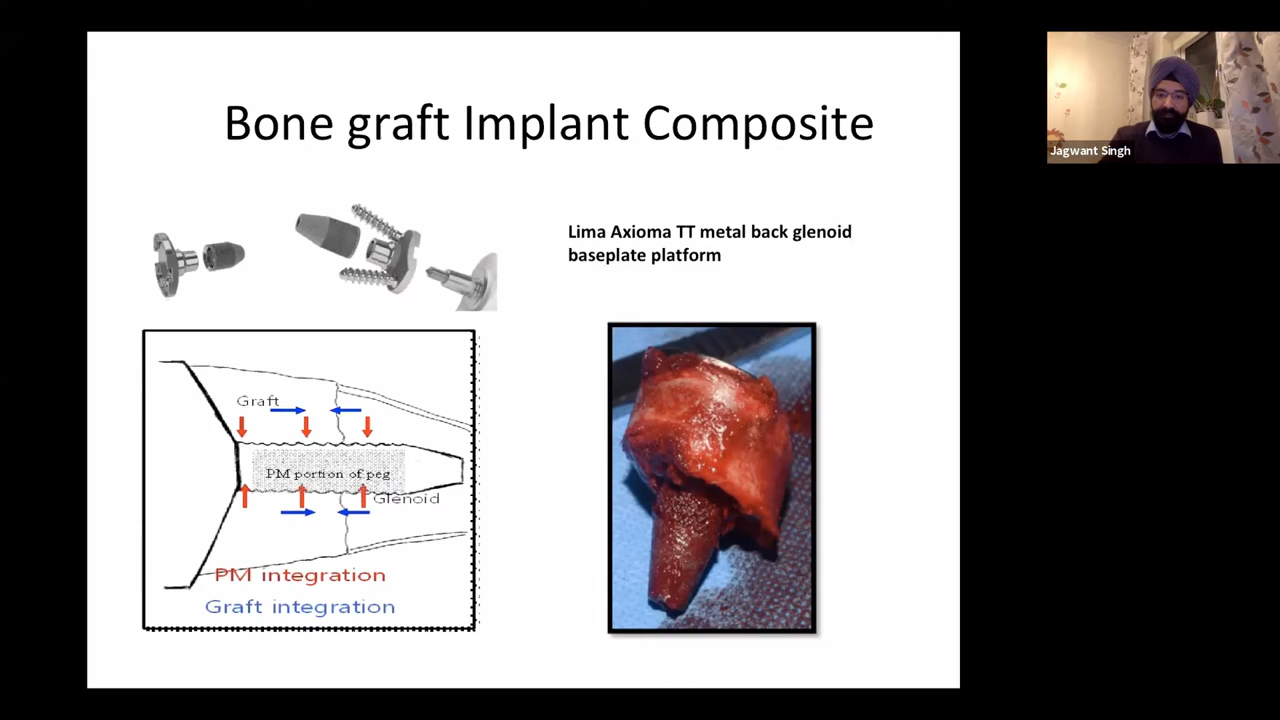 Bone graft Implant Composite
Jagwant Singh
Lima Axioma TT metal back glenoid
baseplate platform
Graft
PM portion of peg
Glenoid
PM integration
Graft integration